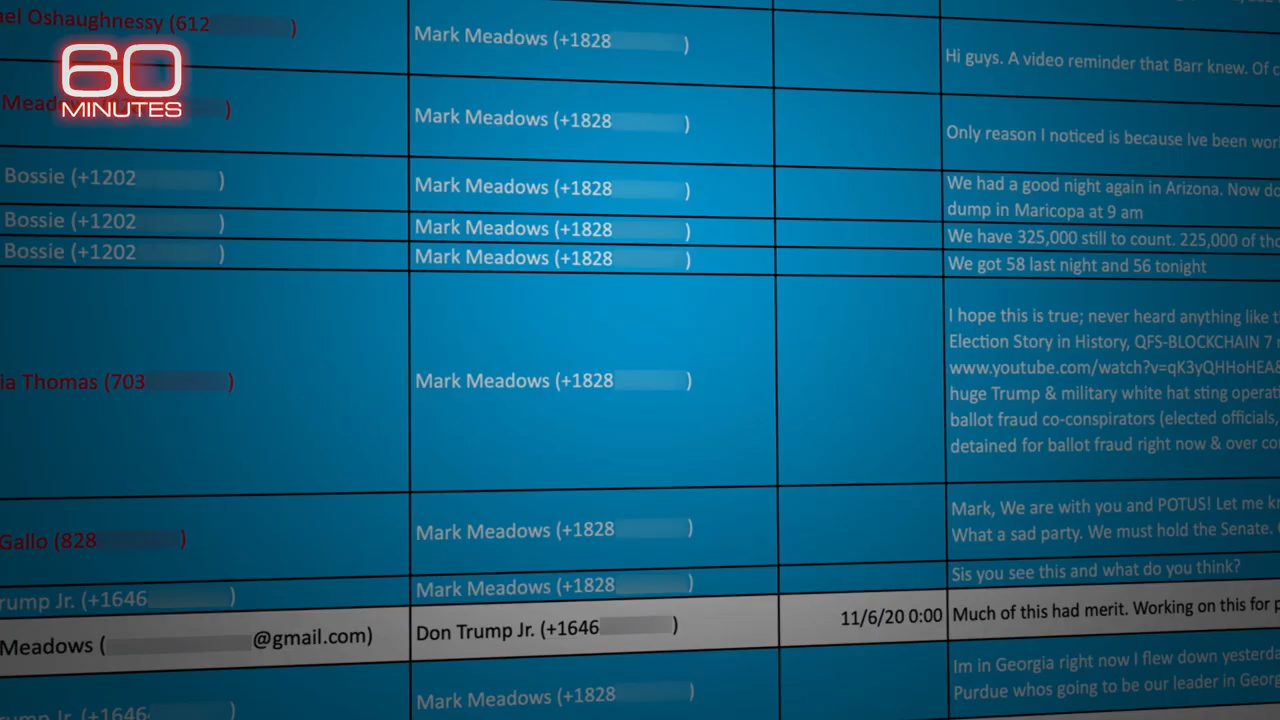 60
MINUTES
ael Oshaughnessy (612 )
Mark Meadows (+1828 )
Hi guys. A video reminder that Barr knew. Of c
Mark Meadows (+1828 )
Only reason I noticed is because Ive been wor
Bossie (+1202 )
Mark Meadows (+1828 )
We had a good night again in Arizona. Now do
dump in Maricopa at 9 am
Bossie (+1202 )
Mark Meadows (+1828 )
We have 325,000 still to count. 225,000 of tho
Bossie (+1202 )
Mark Meadows (+1828 )
We got 58 last night and 56 tonight
ia Thomas (703 )
Mark Meadows (+1828 )
I hope this is true; never heard anything like t
Election Story in History, QFS-BLOCKCHAIN 7 i
www.youtube.com/watch?v=qK3yQHHoHEA&
huge Trump & military white hat sting operat
ballot fraud co-conspirators (elected officials,
detained for ballot fraud right now & over co
Gallo (828 )
Mark Meadows (+1828 )
Mark, We are with you and POTUS! Let me kn
What a sad party. We must hold the Senate.
rump Jr. (+1646 )
Mark Meadows (+1828 )
Sis you see this and what do you think?
Meadows ( @gmail.com)
Don Trump Jr. (+1646 )
11/6/20 0:00
Much of this had merit. Working on this for p
ump Jr. (+1646 )
Mark Meadows (+1828 )
Im in Georgia right now I flew down yesterda
Purdue whos going to be our leader in Georg